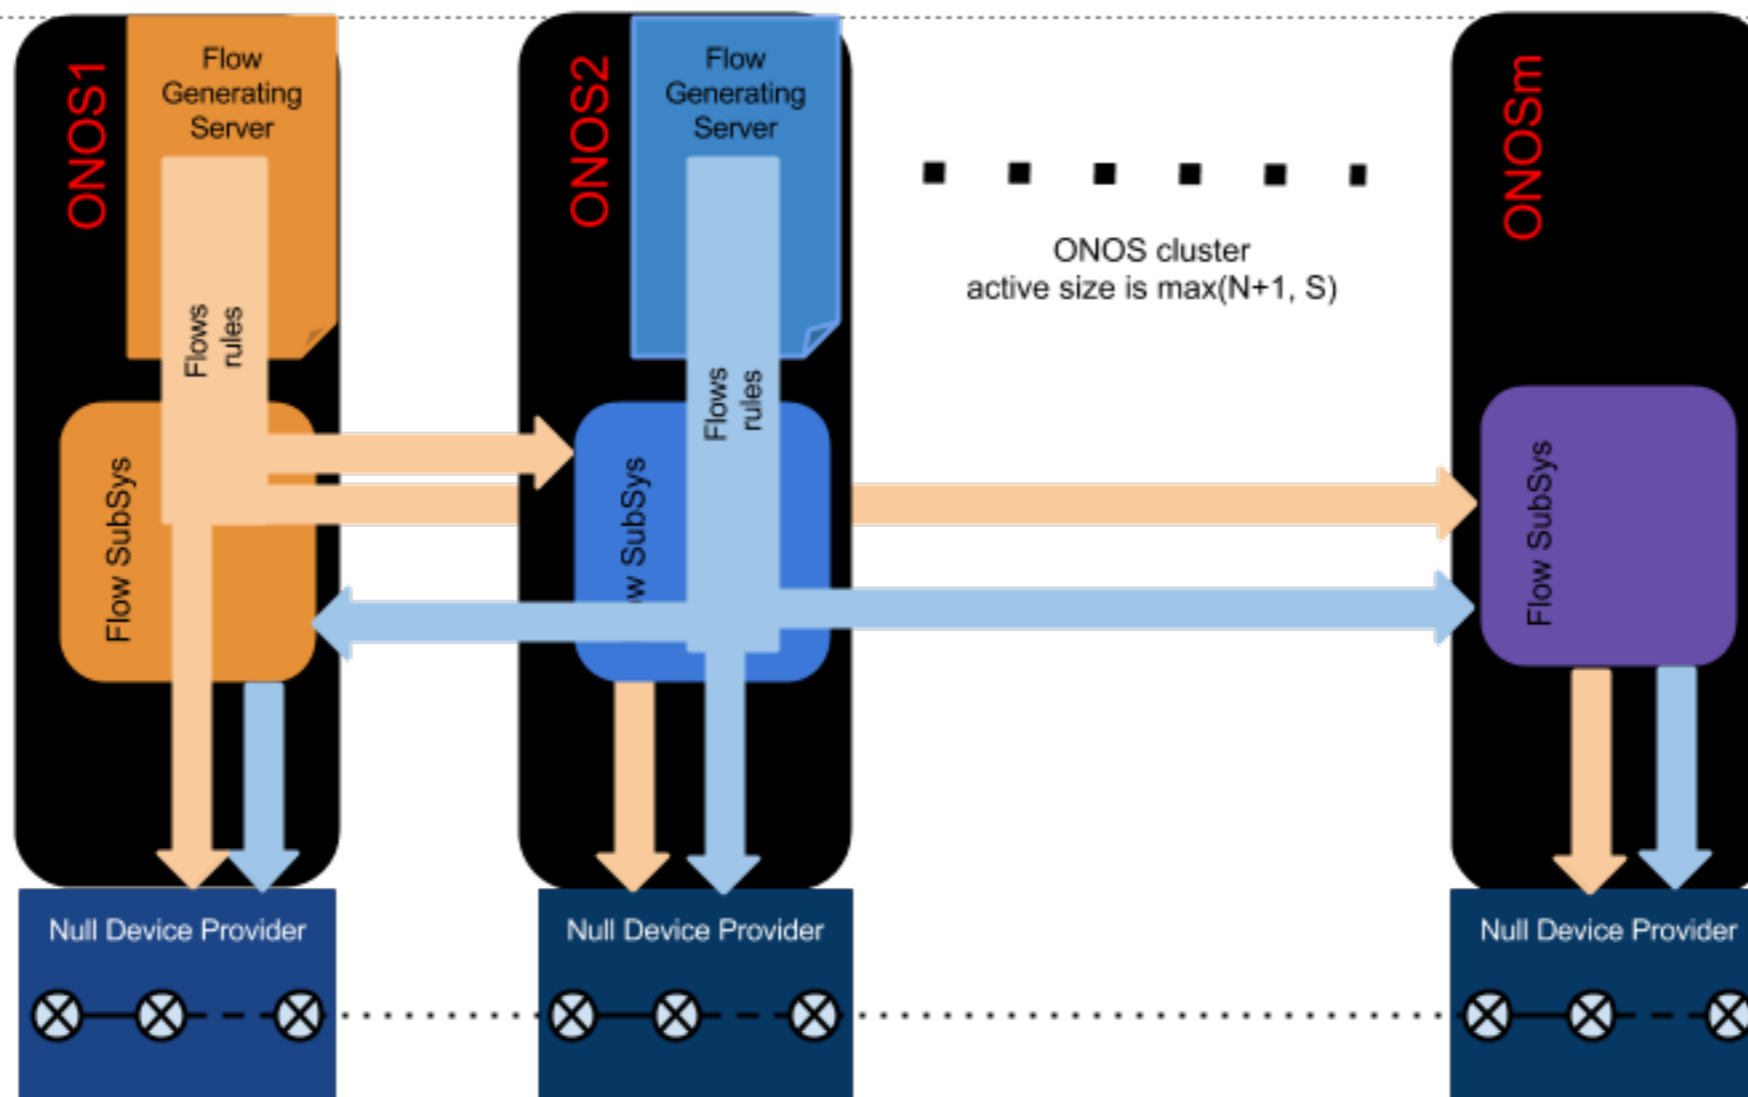 ONOS1
Flow
Generating
Server
Flows
rules
Flow SubSys
ONOS2
Flow
Generating
Server
Flows
rules
SubSys
ONOS cluster
active size is max(N+1, S)
ONOSm
Flow SubSys
Null Device Provider
Null Device Provider
Null Device Provider